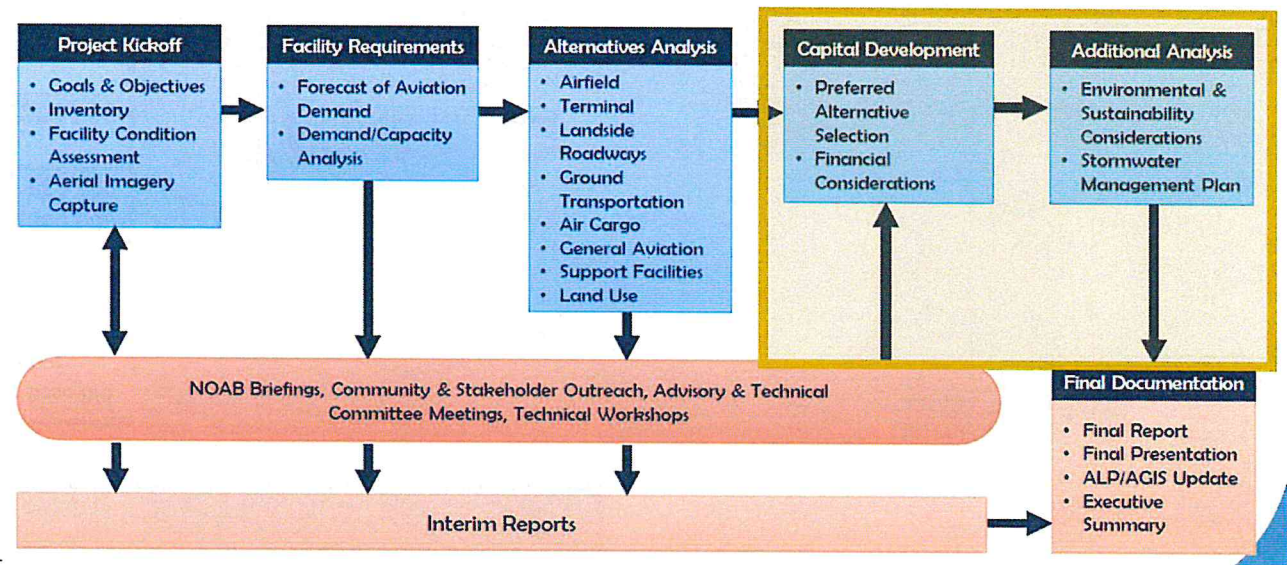 Project Kickoff
• Goals & Objectives
• Inventory
• Facility Condition
Assessment
• Aerial Imagery
Capture
Facility Requirements
• Forecast of Aviation
Demand
• Demand/Capacity
Analysis
Alternatives Analysis
• Airfield
• Terminal
• Landside
Roadways
• Ground
Transportation
• Air Cargo
• General Aviation
• Support Facilities
• Land Use
Capital Development
• Preferred
Alternative
Selection
• Financial
Considerations
Additional Analysis
• Environmental &
Sustainability
Considerations
• Stormwater
Management Plan
NOAB Briefings, Community & Stakeholder Outreach, Advisory & Technical
Committee Meetings, Technical Workshops
Interim Reports
Final Documentation
• Final Report
• Final Presentation
• ALP/AGIS Update
• Executive
Summary